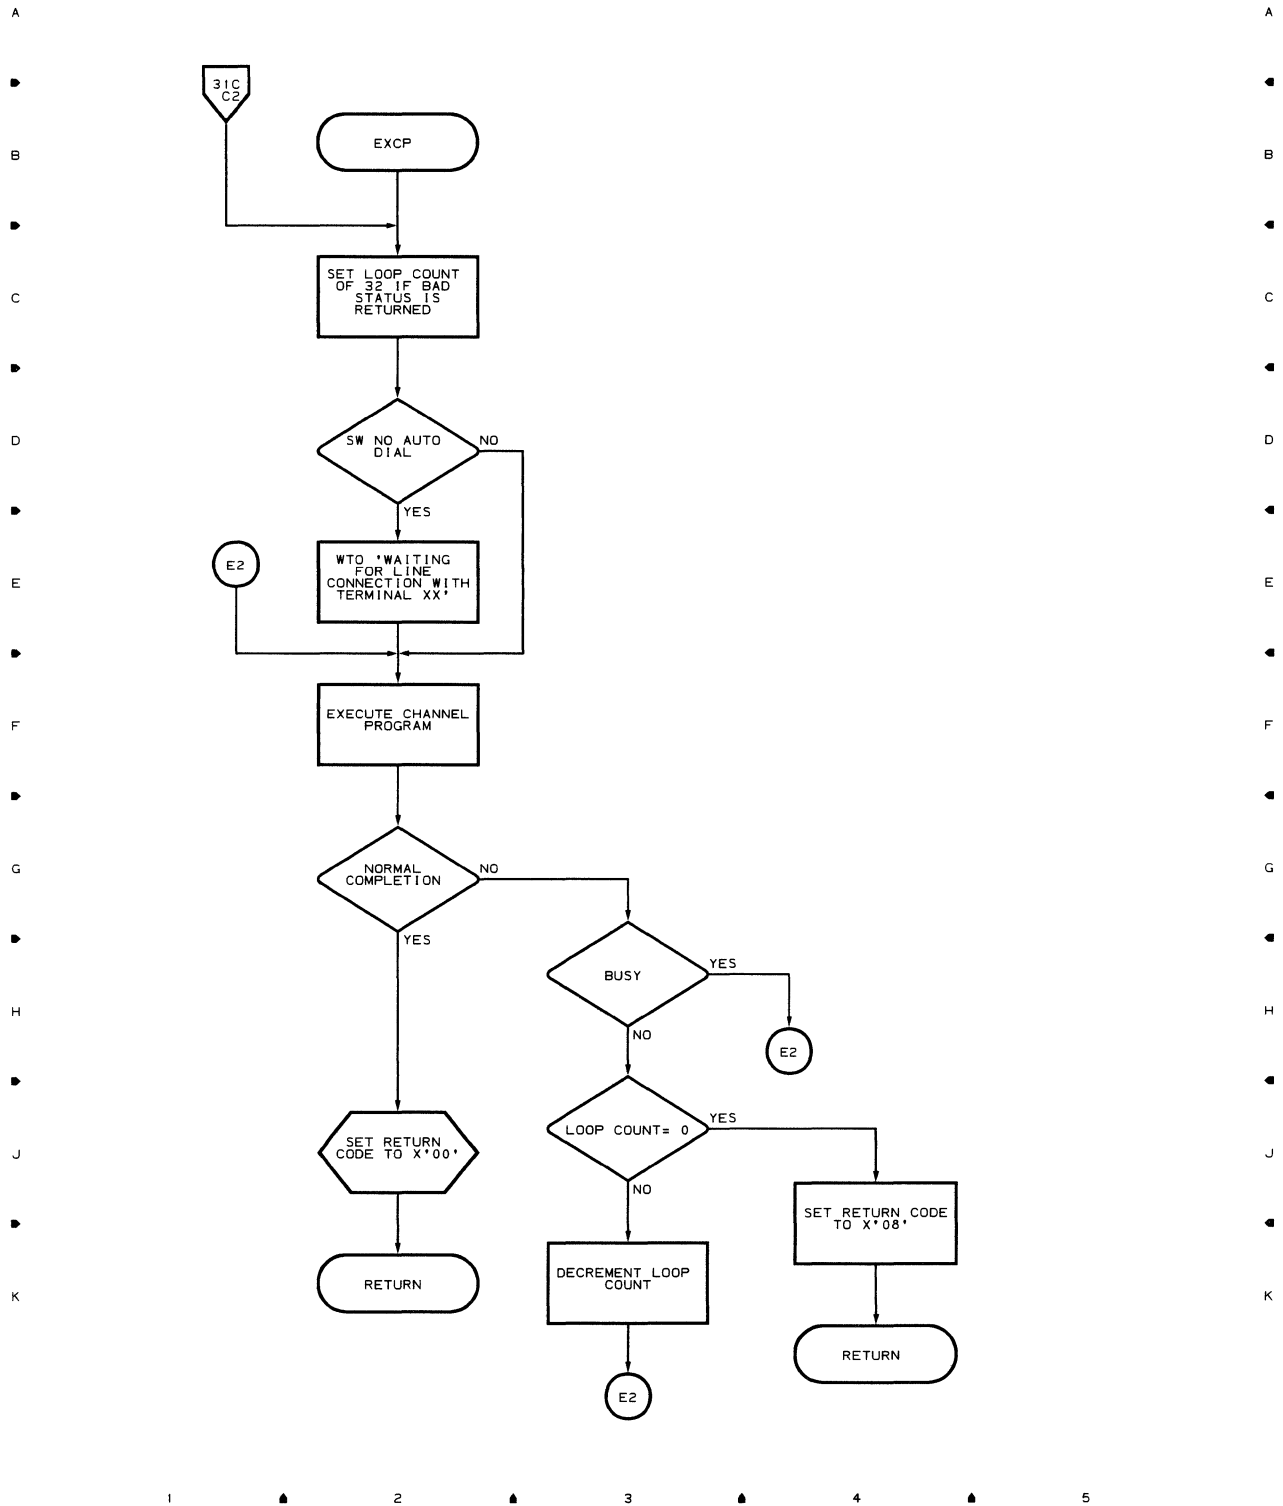 A A
31C
C2
EXCP
B B
SET LOOP COUNT
OF 32 IF BAD
STATUS IS
RETURNED
C C
SW NO AUTO
DIAL
NO
D D
YES
WTO 'WAITING
FOR LINE
CONNECTION WITH
TERMINAL XX'
E2
E E
EXECUTE CHANNEL
PROGRAM
F F
NORMAL
COMPLETION
NO
G G
YES
BUSY
YES
H H
NO
E2
LOOP COUNT= 0
YES
SET RETURN
CODE TO X'00'
J J
NO
SET RETURN CODE
TO X'08'
RETURN
DECREMENT LOOP
COUNT
K K
RETURN
E2
1 2 3 4 5